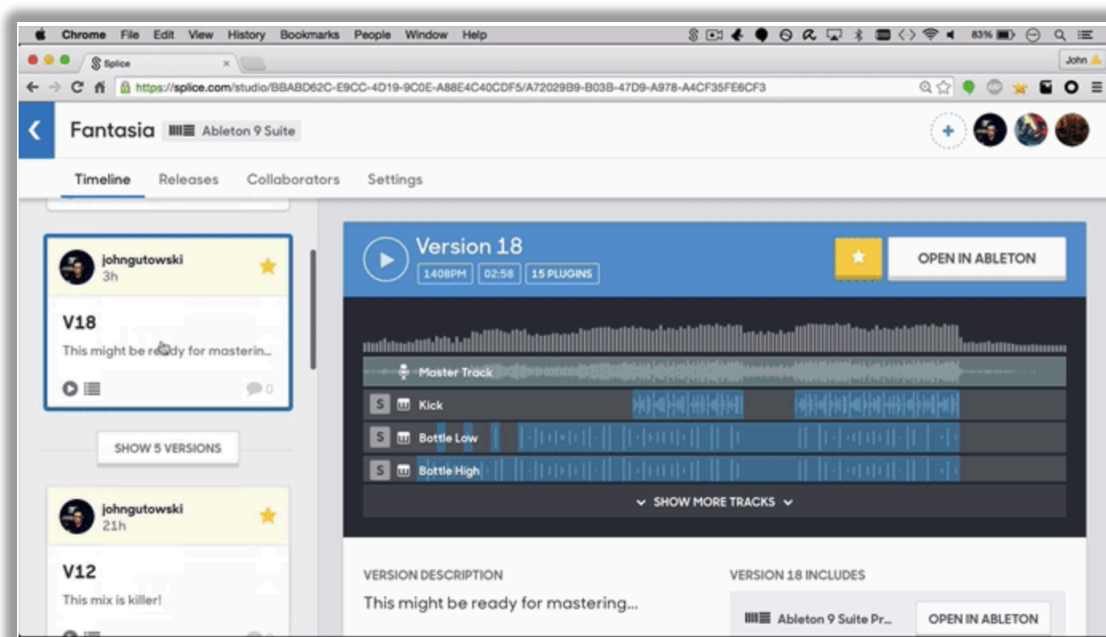 Chrome File Edit View History Bookmarks People Window Help 83%
Splice John
https://splice.com/studio/BBABD62C-E9CC-4D19-9C0E-A88E4C40CDF5/A72029B9-B03B-47D9-A978-A4CF35FE6CF3
Fantasia Ableton 9 Suite
Timeline Releases Collaborators Settings
johngutowski
3h
V18
This might be ready for masterin...
0
SHOW 5 VERSIONS
johngutowski
21h
V12
This mix is killer!
Version 18
140BPM 02:58 15 PLUGINS
OPEN IN ABLETON
Master Track
S Kick
S Bottle Low
S Bottle High
SHOW MORE TRACKS
VERSION DESCRIPTION
This might be ready for mastering...
VERSION 18 INCLUDES
Ableton 9 Suite Pr... OPEN IN ABLETON